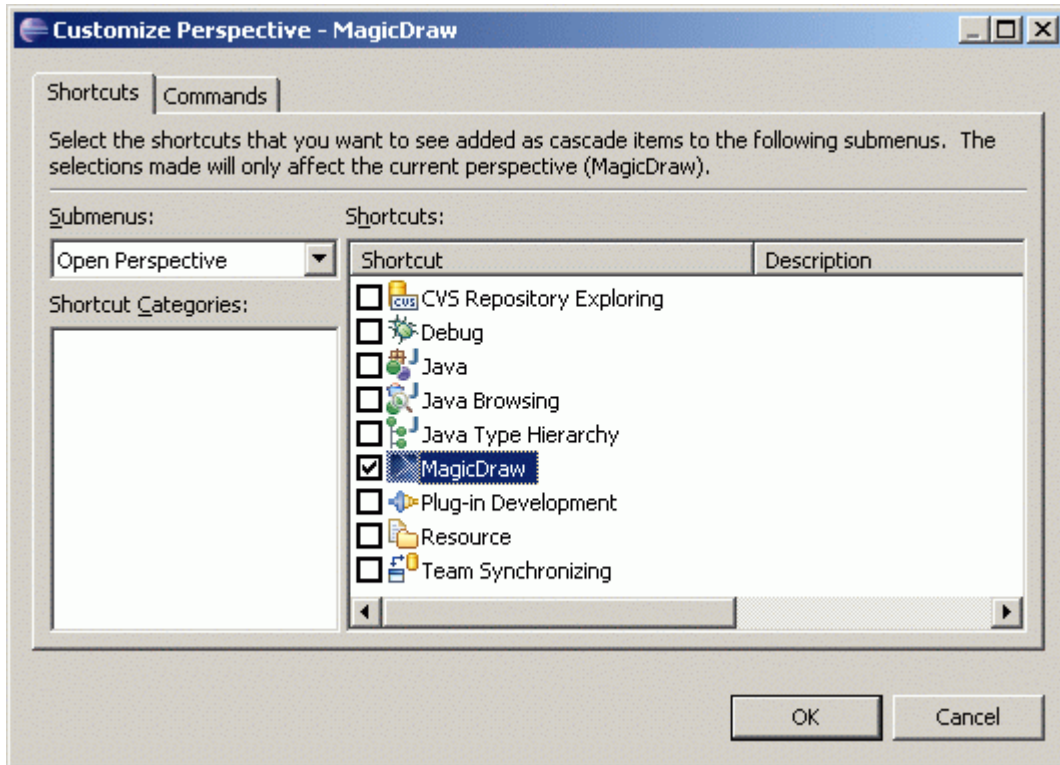 Customize Perspective - MagicDraw
Shortcuts
Commands
Select the shortcuts that you want to see added as cascade items to the following submenus. The
selections made will only affect the current perspective (MagicDraw).
Submenus:
Shortcuts:
Open Perspective
Shortcut
Description
Shortcut Categories:
CVS
CVS Repository Exploring
Debug
Java
Java Browsing
Java Type Hierarchy
MagicDraw
Plug-in Development
Resource
Team Synchronizing
OK
Cancel